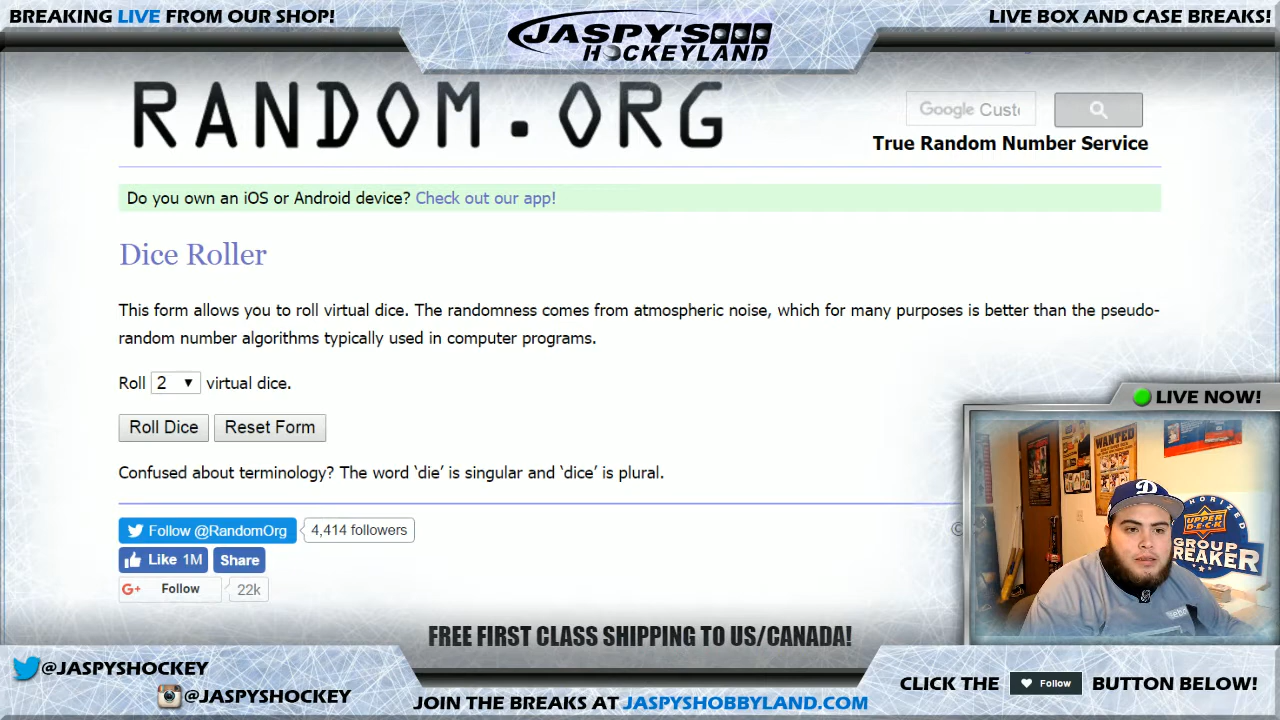 BREAKING LIVE FROM OUR SHOP!
JASPY'S
HOCKEYLAND
LIVE BOX AND CASE BREAKS!
RANDOM.ORG
Google Cust
True Random Number Service
Do you own an iOS or Android device? Check out our app!
Dice Roller
This form allows you to roll virtual dice. The randomness comes from atmospheric noise, which for many purposes is better than the pseudo-
random number algorithms typically used in computer programs.
Roll 2 virtual dice.
Roll Dice Reset Form
Confused about terminology? The word ‘die’ is singular and ‘dice’ is plural.
Follow @RandomOrg 4,414 followers
Like 1M Share
G+ Follow 22k
©
LIVE NOW!
WANTED
D
AUTHORIZED
UPPER
DECK
GROUP
BREAKER
FREE FIRST CLASS SHIPPING TO US/CANADA!
@JASPYSHOCKEY
@JASPYSHOCKEY
JOIN THE BREAKS AT JASPYSHOBBYLAND.COM
CLICK THE Follow BUTTON BELOW!